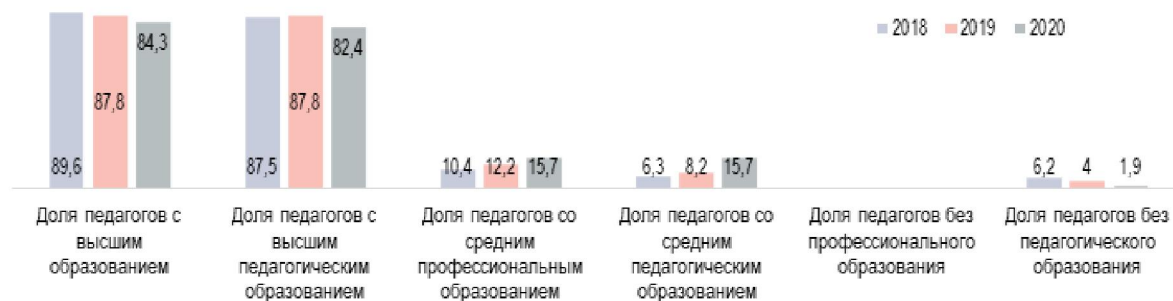 2018 2019 2020
84,3
82,4
87,8
87,8
89,6
87,5
10,4 12,2 15,7
6,3 8,2 15,7
6,2 4 1,9
Доля педагогов с
высшим
образованием
Доля педагогов с
высшим
педагогическим
образованием
Доля педагогов со
средним
профессиональным
образованием
Доля педагогов со
средним
педагогическим
образованием
Доля педагогов без
профессионального
образования
Доля педагогов без
педагогического
образования